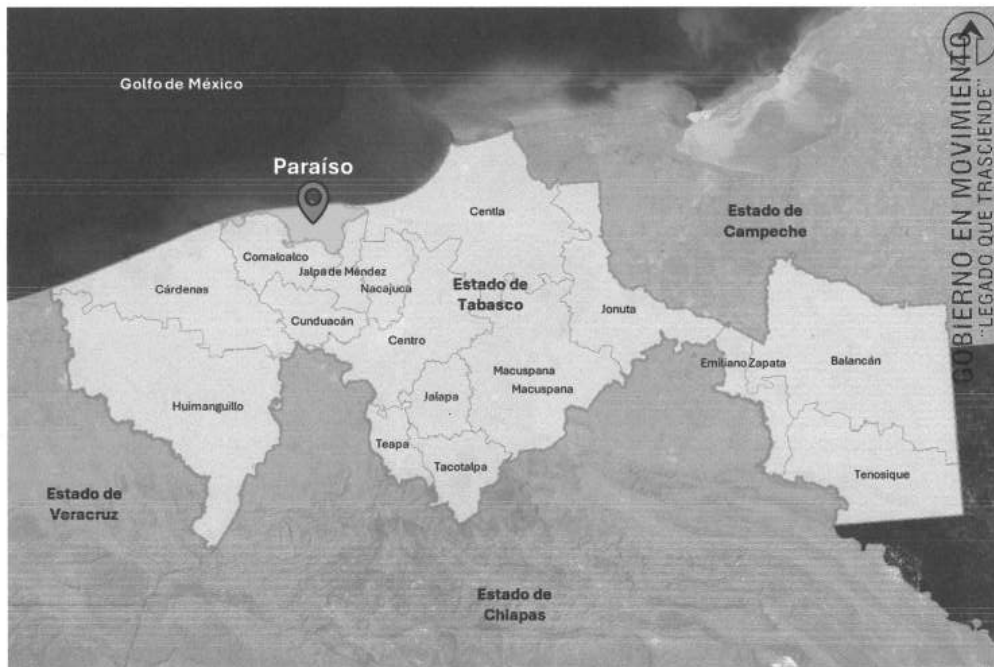 Golfo de México
Paraíso
Centla
Estado de
Campeche
Comalcalco
Jalpa de Méndez
Cárdenas
Nacajuca
Estado de
Tabasco
Jonuta
Cunduacán
Centro
Emiliano Zapata
Balancán
Macuspana
Macuspana
Jalapa
Huimanguillo
Teapa
Tacotalpa
Tenosique
Estado de
Veracruz
Estado de
Chiapas
GOBIERNO EN MOVIMIENTO
"LEGADO QUE TRASCIENDE"